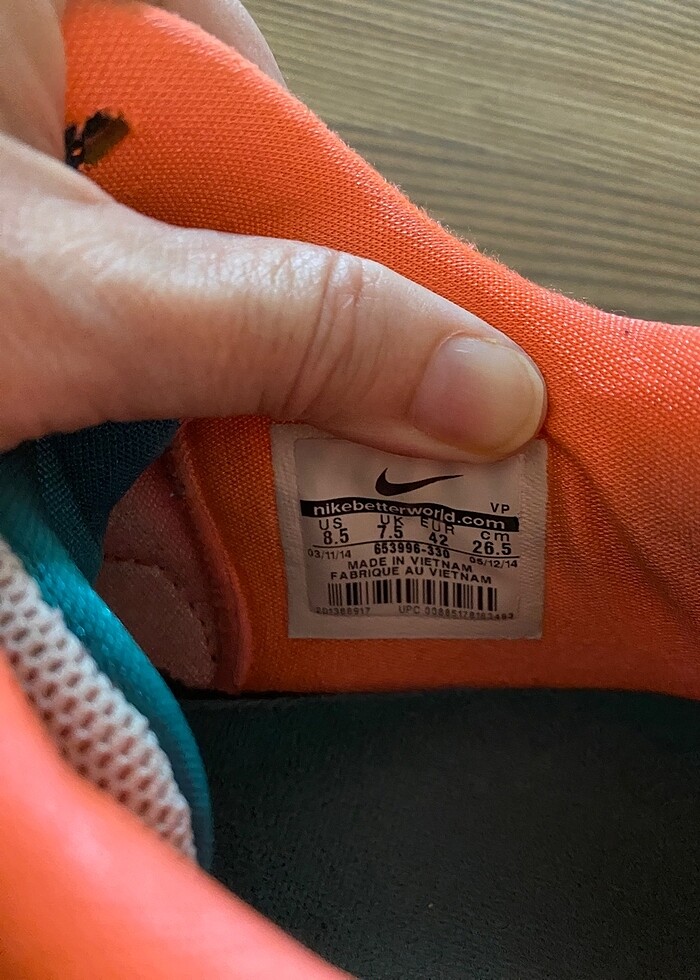 VP
nikebetterworld.com
US UK EUR cm
8.5 7.5 42 26.5
03/11/14 653996-330 05/12/14
MADE IN VIETNAM
FABRIQUE AU VIETNAM
UPC